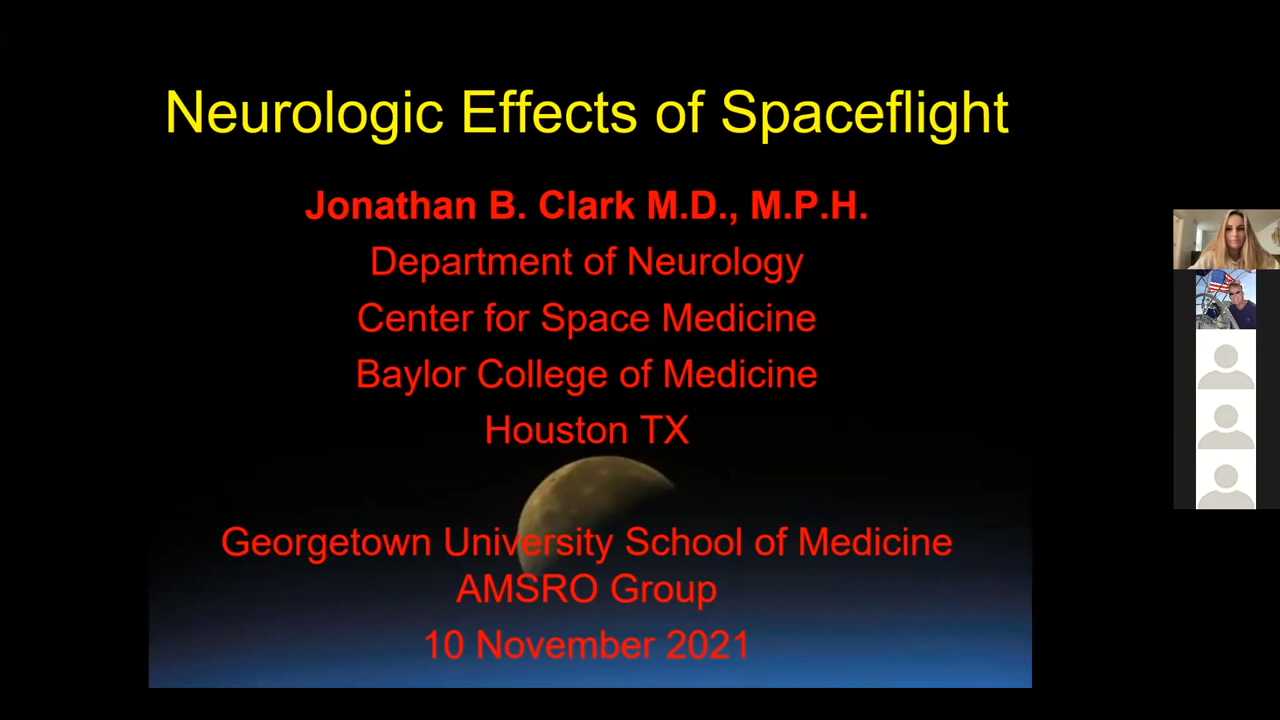 Neurologic Effects of Spaceflight
Jonathan B. Clark M.D., M.P.H.
Department of Neurology
Center for Space Medicine
Baylor College of Medicine
Houston TX
Georgetown University School of Medicine
AMSRO Group
10 November 2021